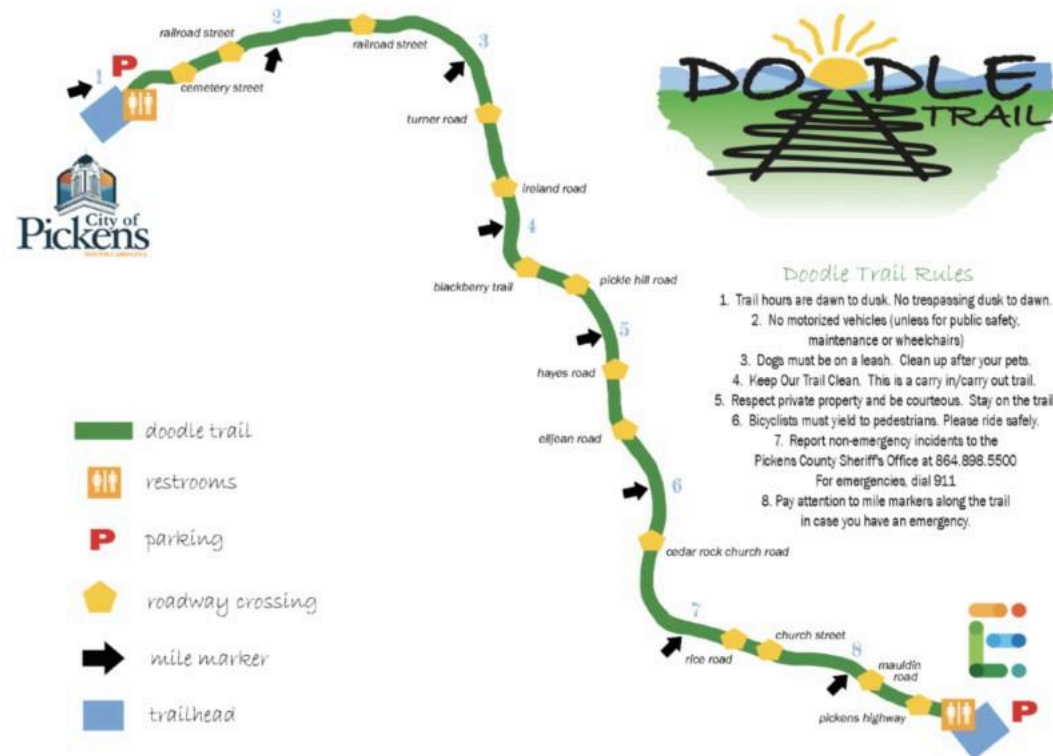 2
railroad street
railroad street
3
1
P
cemetery street
turner road
DOODLE
TRAIL
City of
Pickens
SOUTH CAROLINA
ireland road
4
blackberry trail
pickle hill road
5
hayes road
elljean road
6
cedar rock church road
7
rice road
church street
8
mauldin
road
pickens highway
P
Doodle Trail Rules
1. Trail hours are dawn to dusk. No trespassing dusk to dawn.
2. No motorized vehicles (unless for public safety,
maintenance or wheelchairs)
3. Dogs must be on a leash. Clean up after your pets.
4. Keep Our Trail Clean. This is a carry in/carry out trail.
5. Respect private property and be courteous. Stay on the trail
6. Bicyclists must yield to pedestrians. Please ride safely.
7. Report non-emergency incidents to the
Pickens County Sheriff's Office at 864.898.5500
For emergencies, dial 911
8. Pay attention to mile markers along the trail
in case you have an emergency.
doodle trail
restrooms
P parking
roadway crossing
mile marker
trailhead
E